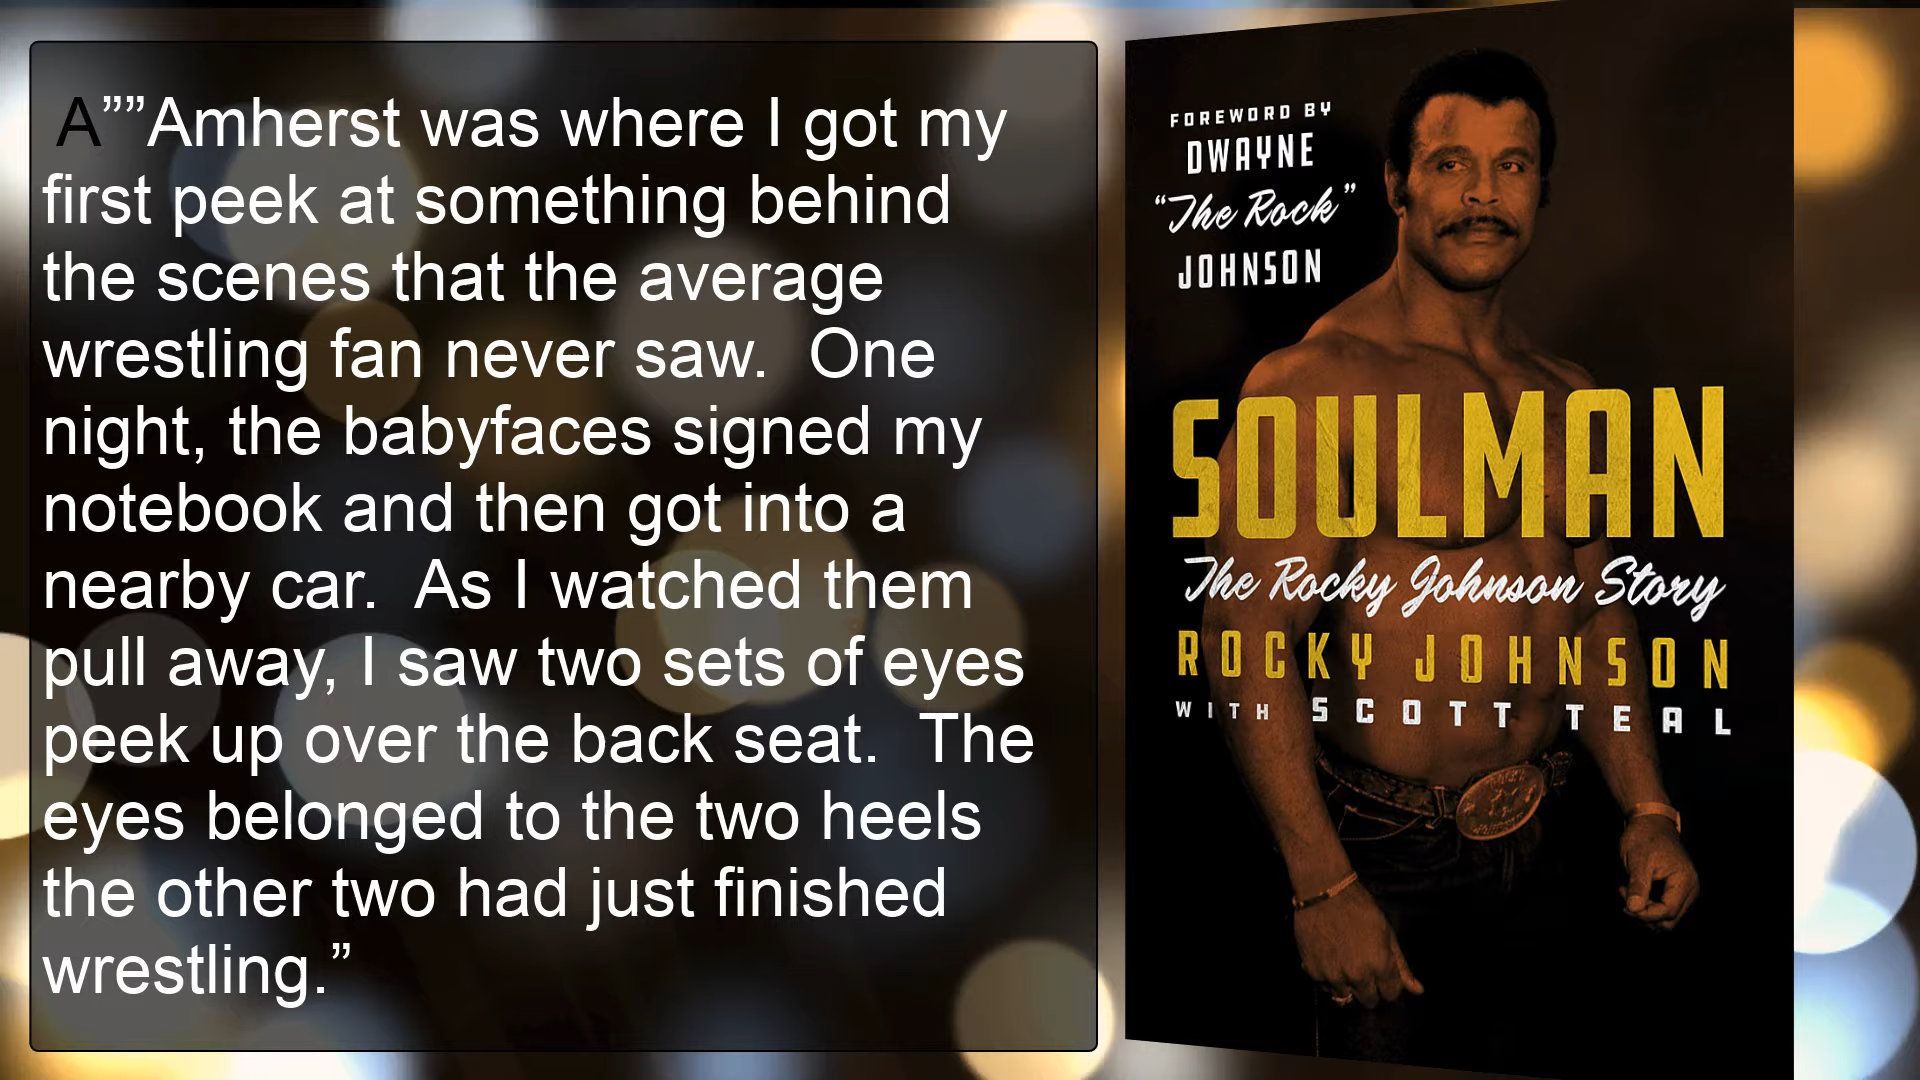 A””Amherst was where I got my
first peek at something behind
the scenes that the average
wrestling fan never saw.  One
night, the babyfaces signed my
notebook and then got into a
nearby car.  As I watched them
pull away, I saw two sets of eyes
peek up over the back seat.  The
eyes belonged to the two heels
the other two had just finished
wrestling.”
FOREWORD BY
DWAYNE
“The Rock”
JOHNSON
SOULMAN
The Rocky Johnson Story
ROCKY JOHNSON
WITH SCOTT TEAL